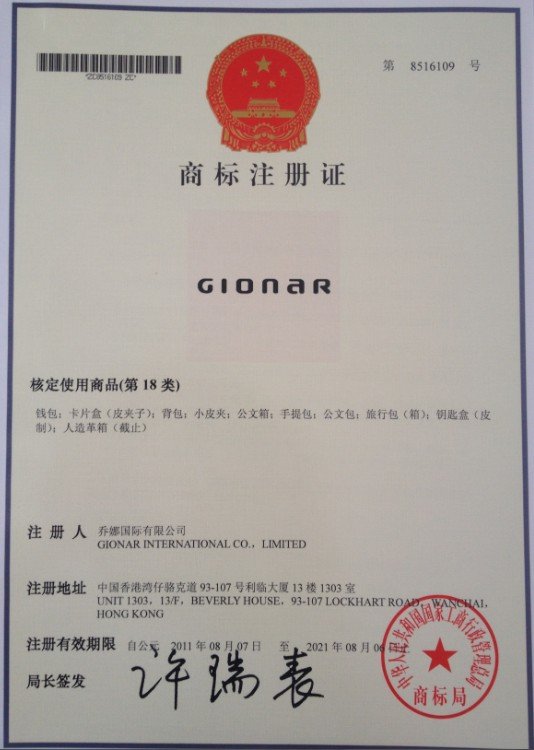 *ZC8516109 ZC*
第 8516109 号
商标注册证
GIONAR
核定使用商品(第 18 类)
钱包；卡片盒（皮夹子）；背包；小皮夹；公文箱；手提包；公文包；旅行包（箱）；钥匙盒（皮
制）；人造革箱（截止）
注 册 人 乔娜国际有限公司
GIONAR INTERNATIONAL CO.，LIMITED
注册地址 中国香港湾仔骆克道 93-107 号利临大厦 13 楼 1303 室
UNIT 1303，13/F，BEVERLY HOUSE，93-107 LOCKHART ROAD，WANCHAI，
HONG KONG
注册有效期限 自公元 2011 年 08 月 07 日 至 2021 年 08 月 06 日
局长签发 许瑞表
中华人民共和国国家工商行政管理总局
商标局